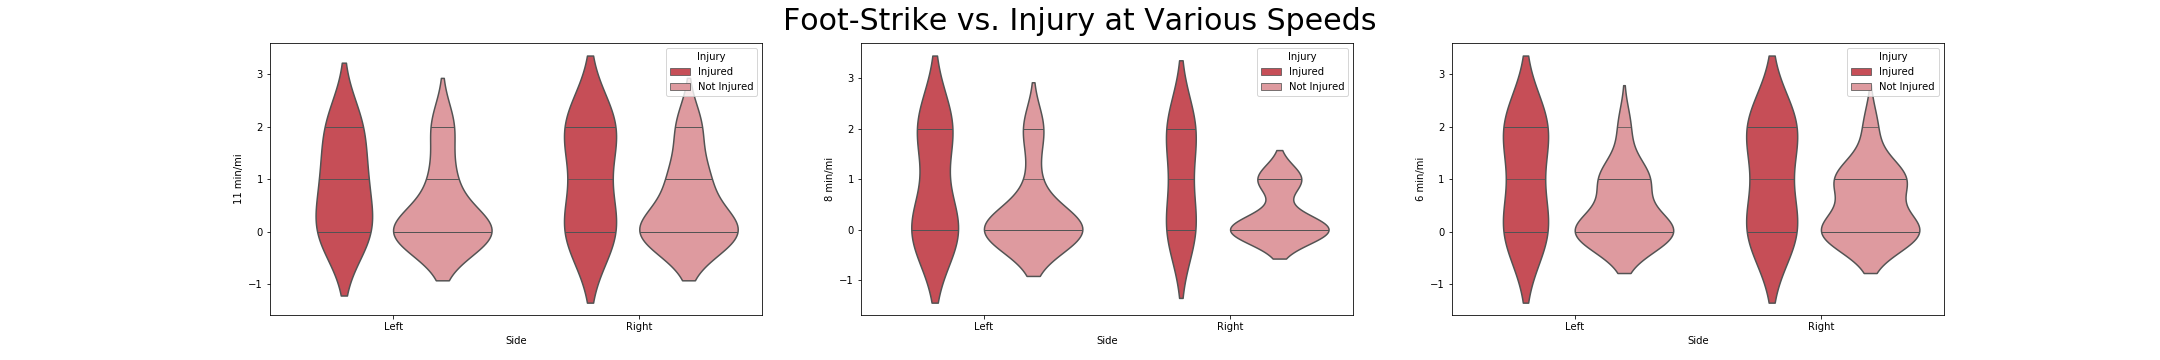 Foot-Strike vs. Injury at Various Speeds
11 min/mi
3
2
1
0
−1
Injury
Injured
Not Injured
Left
Right
Side
8 min/mi
3
2
1
0
−1
Injury
Injured
Not Injured
Left
Right
Side
6 min/mi
3
2
1
0
−1
Injury
Injured
Not Injured
Left
Right
Side